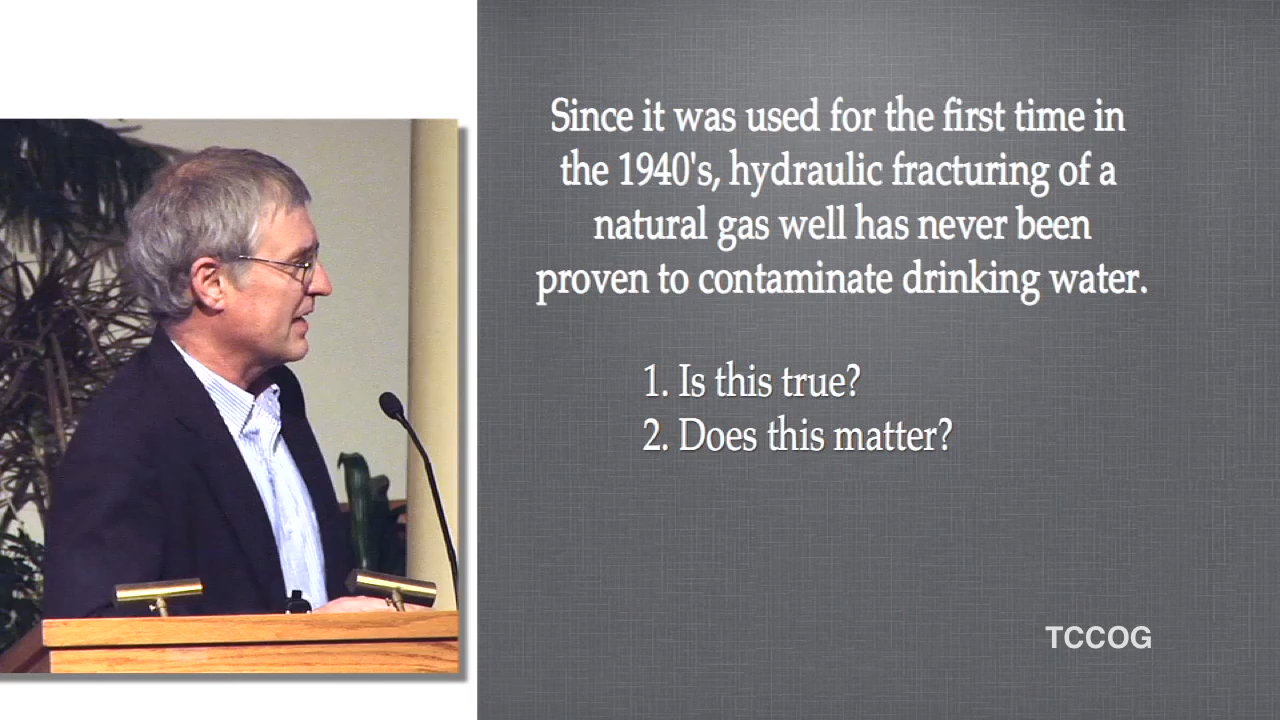 Since it was used for the first time in
the 1940's, hydraulic fracturing of a
natural gas well has never been
proven to contaminate drinking water.
1. Is this true?
2. Does this matter?
TCCOG